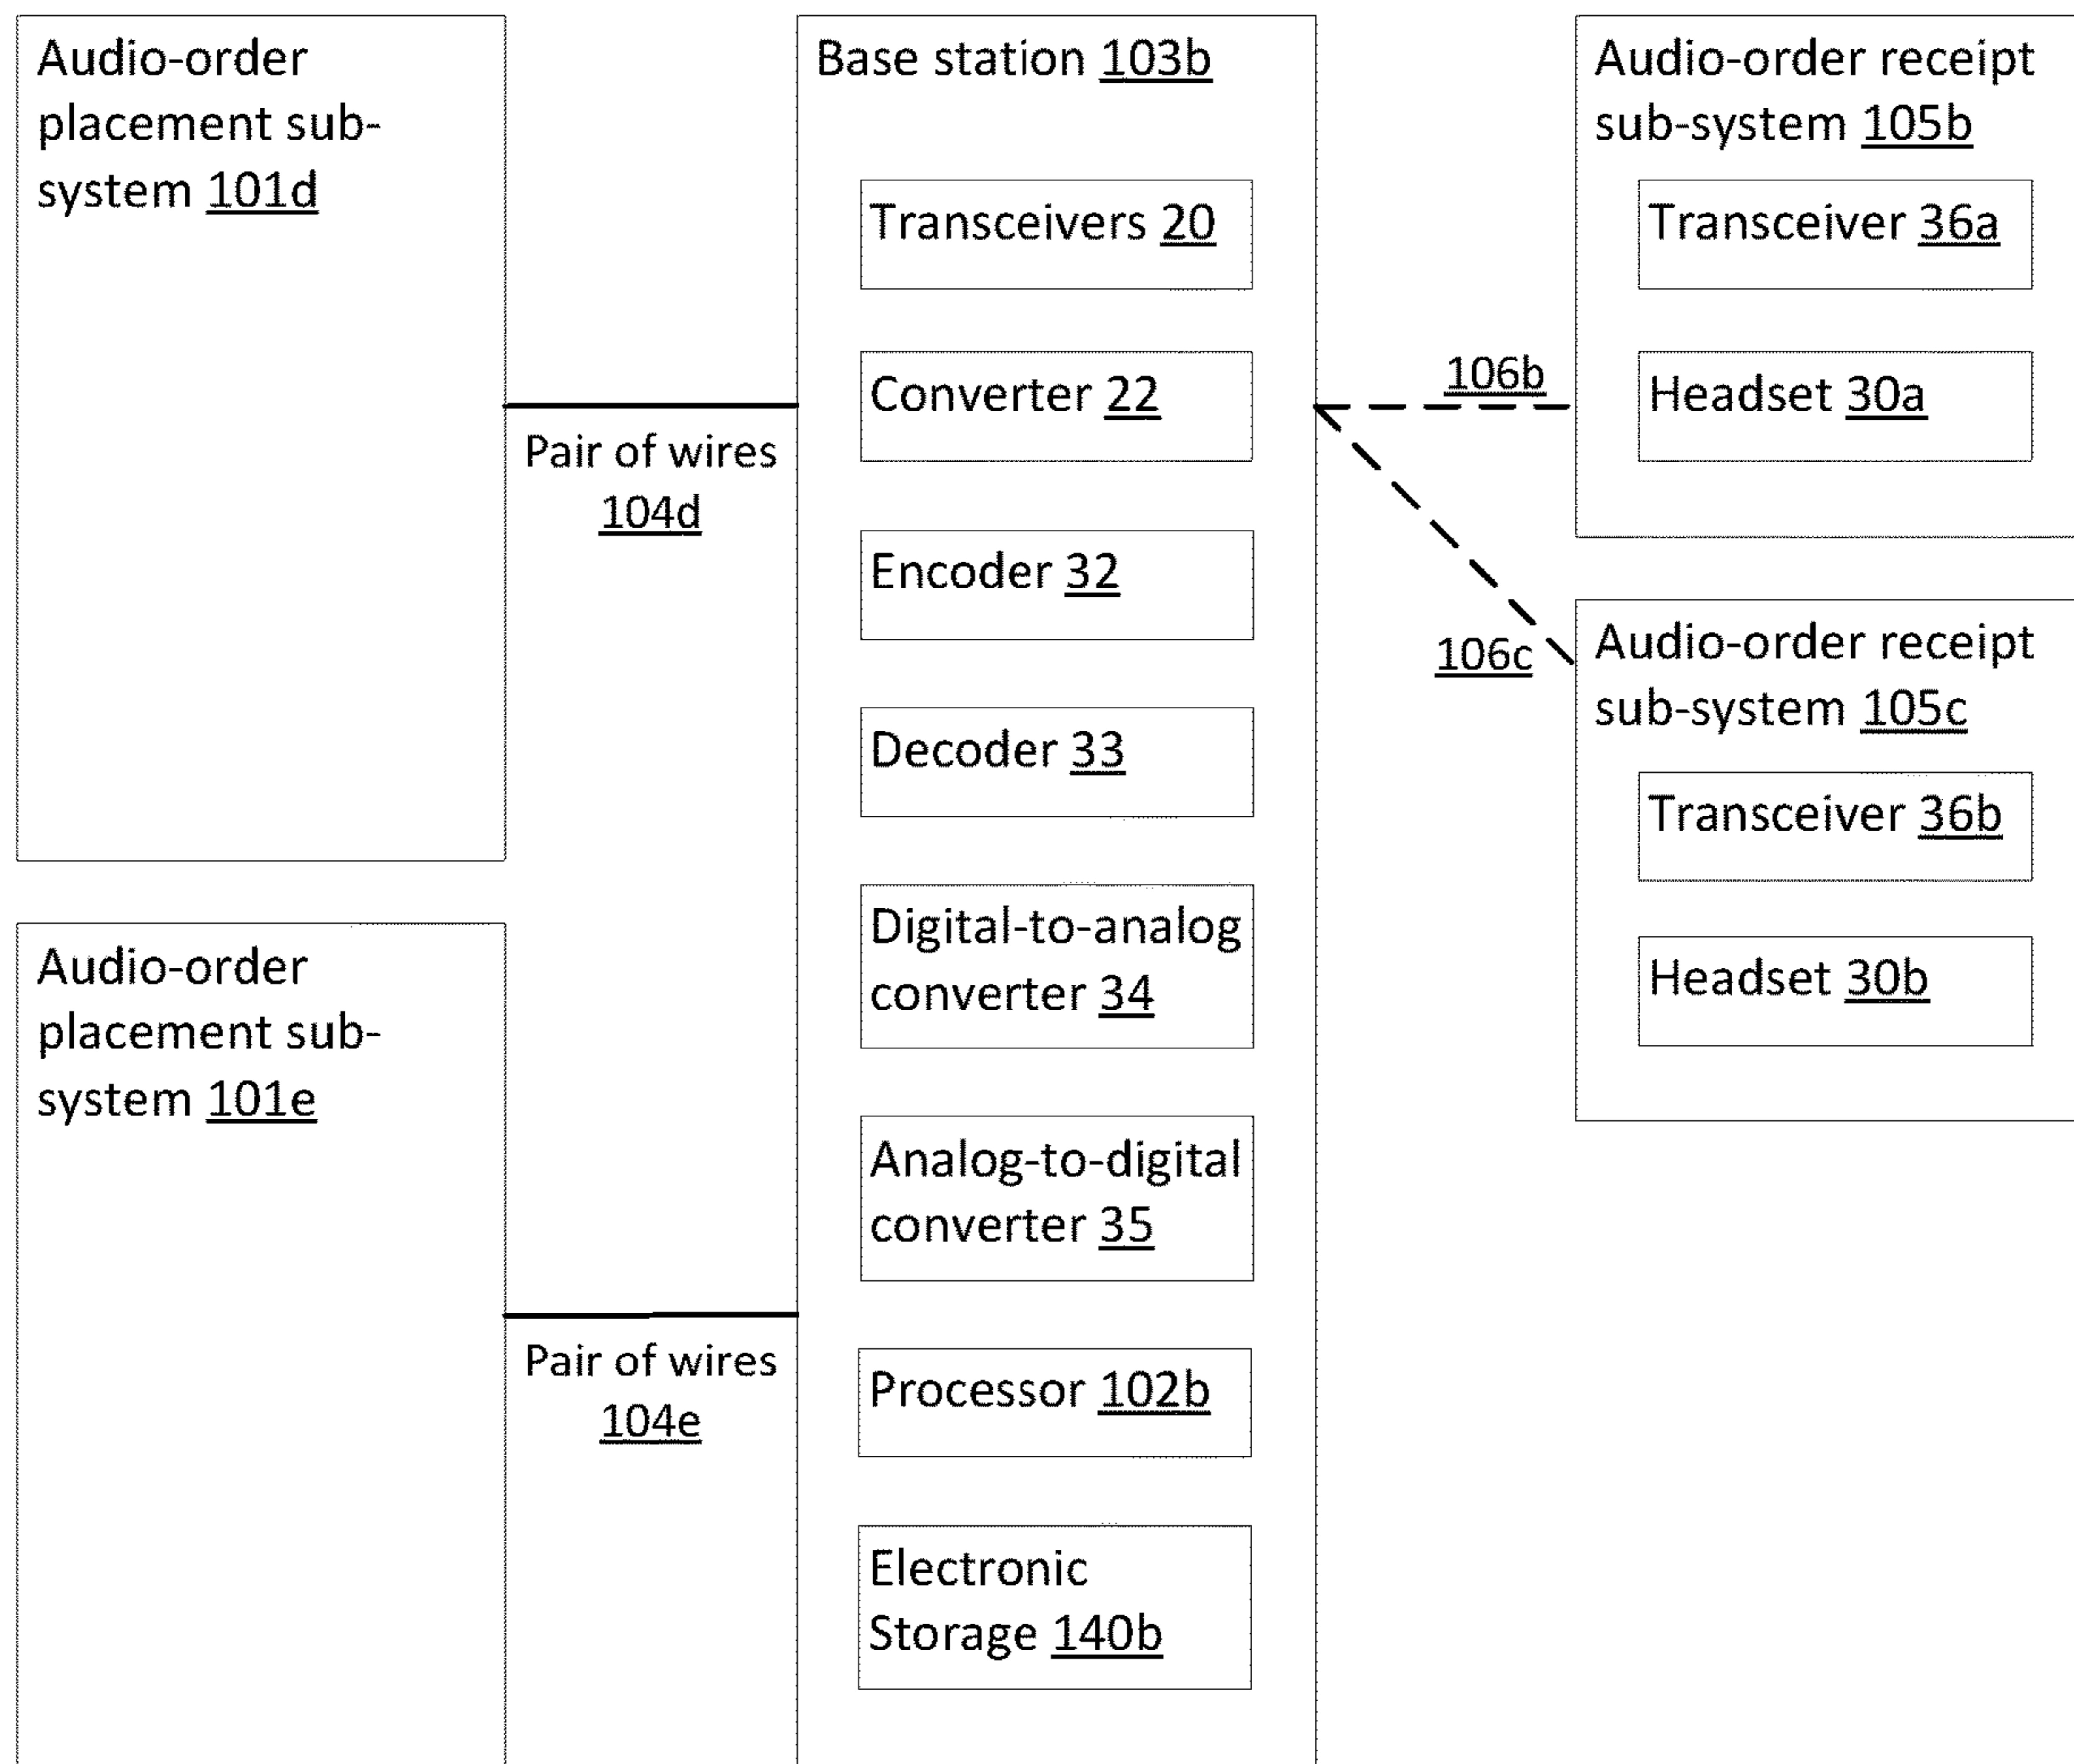 Audio-order
placement sub-
system 101d
Pair of wires
104d
Audio-order
placement sub-
system 101e
Pair of wires
104e
Base station 103b
Transceivers 20
Converter 22
Encoder 32
Decoder 33
Digital-to-analog
converter 34
Analog-to-digital
converter 35
Processor 102b
Electronic
Storage 140b
106b
106c
Audio-order receipt
sub-system 105b
Transceiver 36a
Headset 30a
Audio-order receipt
sub-system 105c
Transceiver 36b
Headset 30b